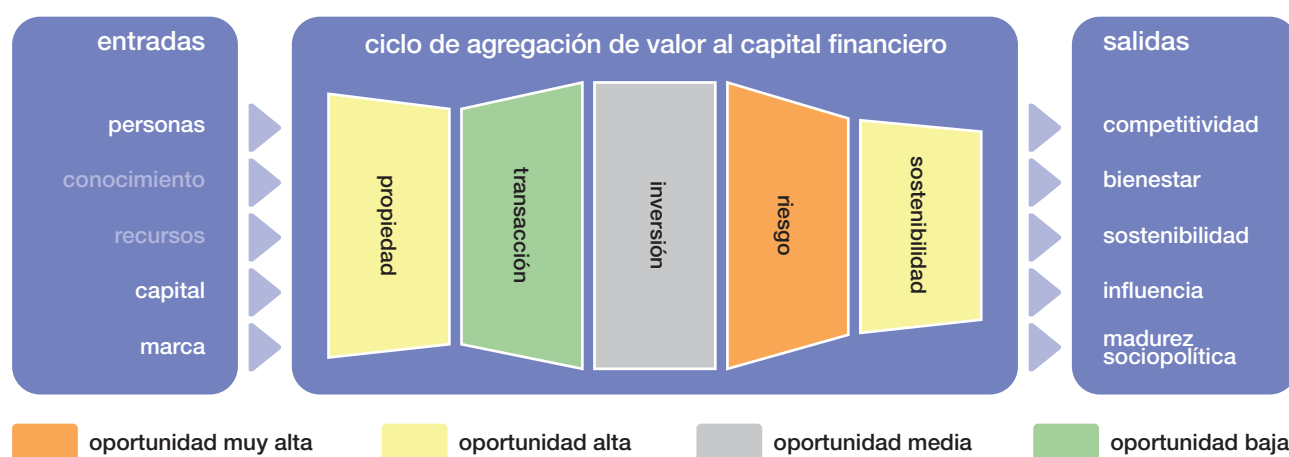 entradas
personas
conocimiento
recursos
capital
marca
ciclo de agregación de valor al capital financiero
propiedad
transacción
inversión
riesgo
sostenibilidad
salidas
competitividad
bienestar
sostenibilidad
influencia
madurez
sociopolítica
oportunidad muy alta
oportunidad alta
oportunidad media
oportunidad baja